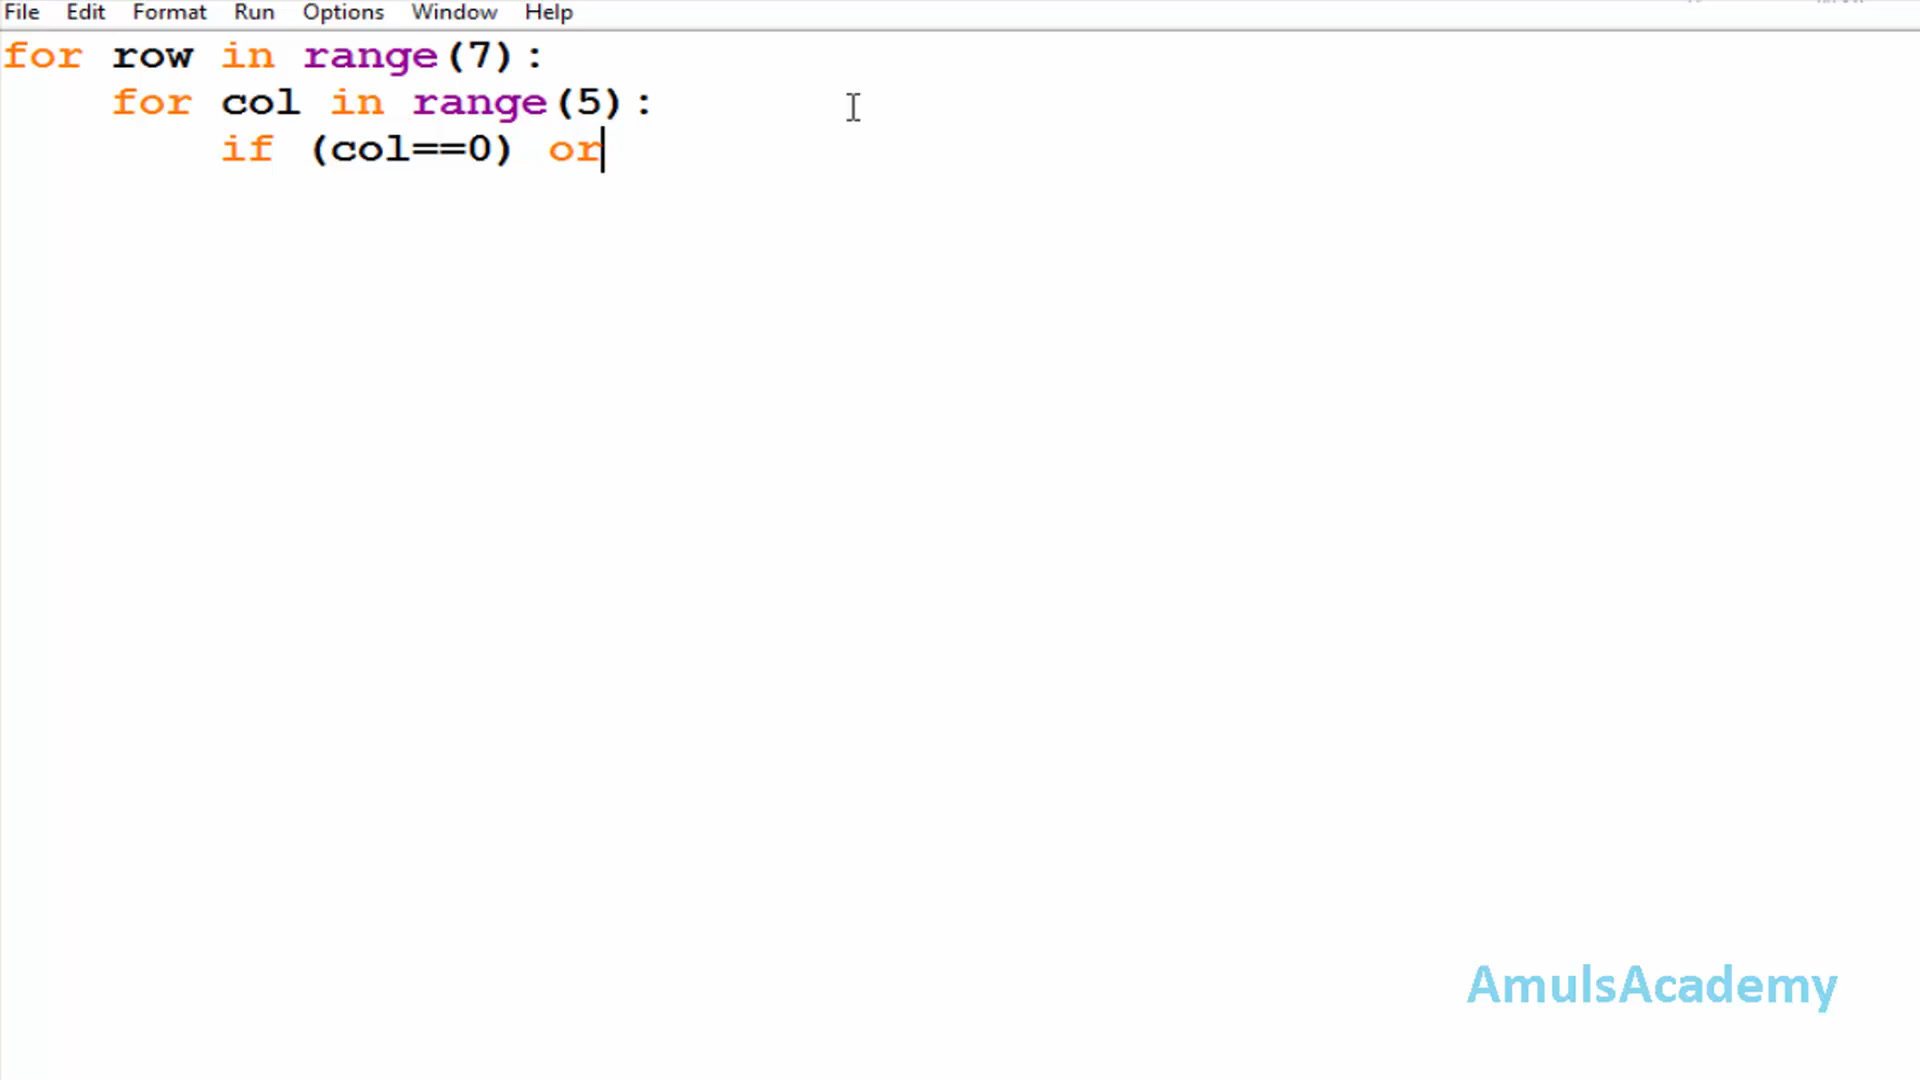 File Edit Format Run Options Window Help
for row in range(7):
    for col in range(5):
        if (col==0) or
AmulsAcademy